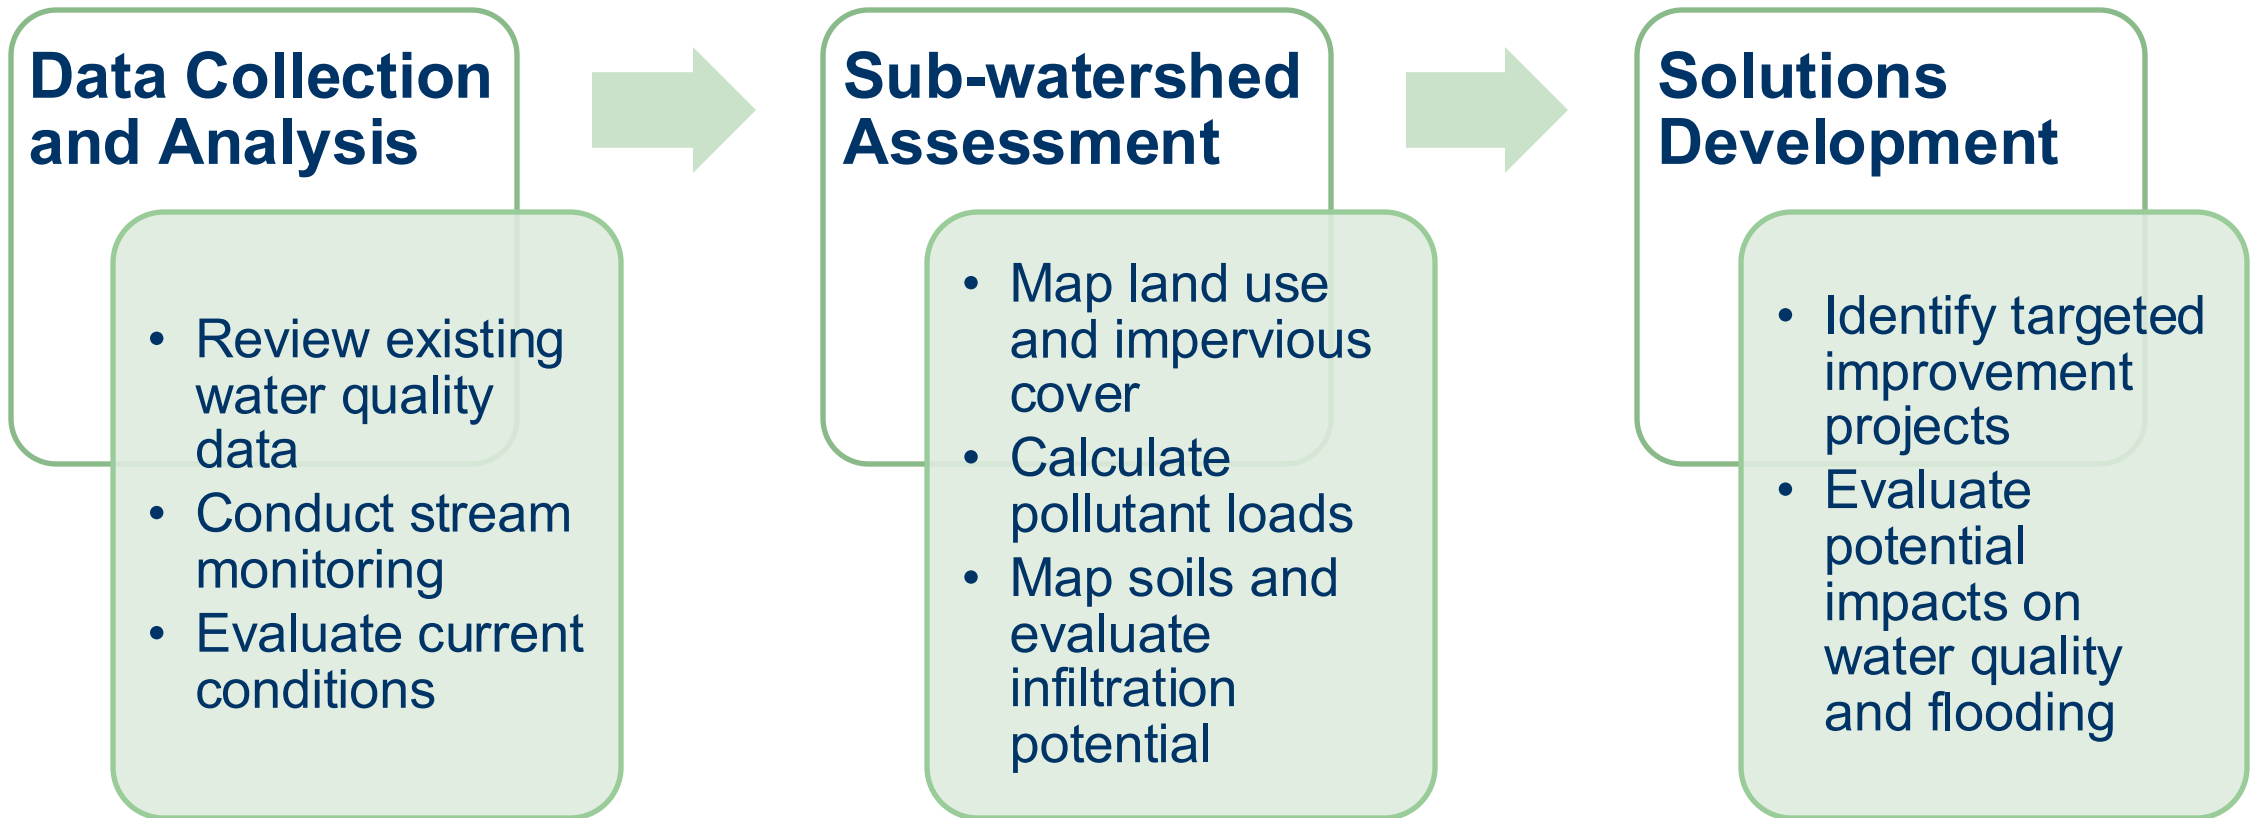 Data Collection
and Analysis
• Review existing
water quality
data
• Conduct stream
monitoring
• Evaluate current
conditions
Sub-watershed
Assessment
• Map land use
and impervious
cover
• Calculate
pollutant loads
• Map soils and
evaluate
infiltration
potential
Solutions
Development
• Identify targeted
improvement
projects
• Evaluate
potential
impacts on
water quality
and flooding